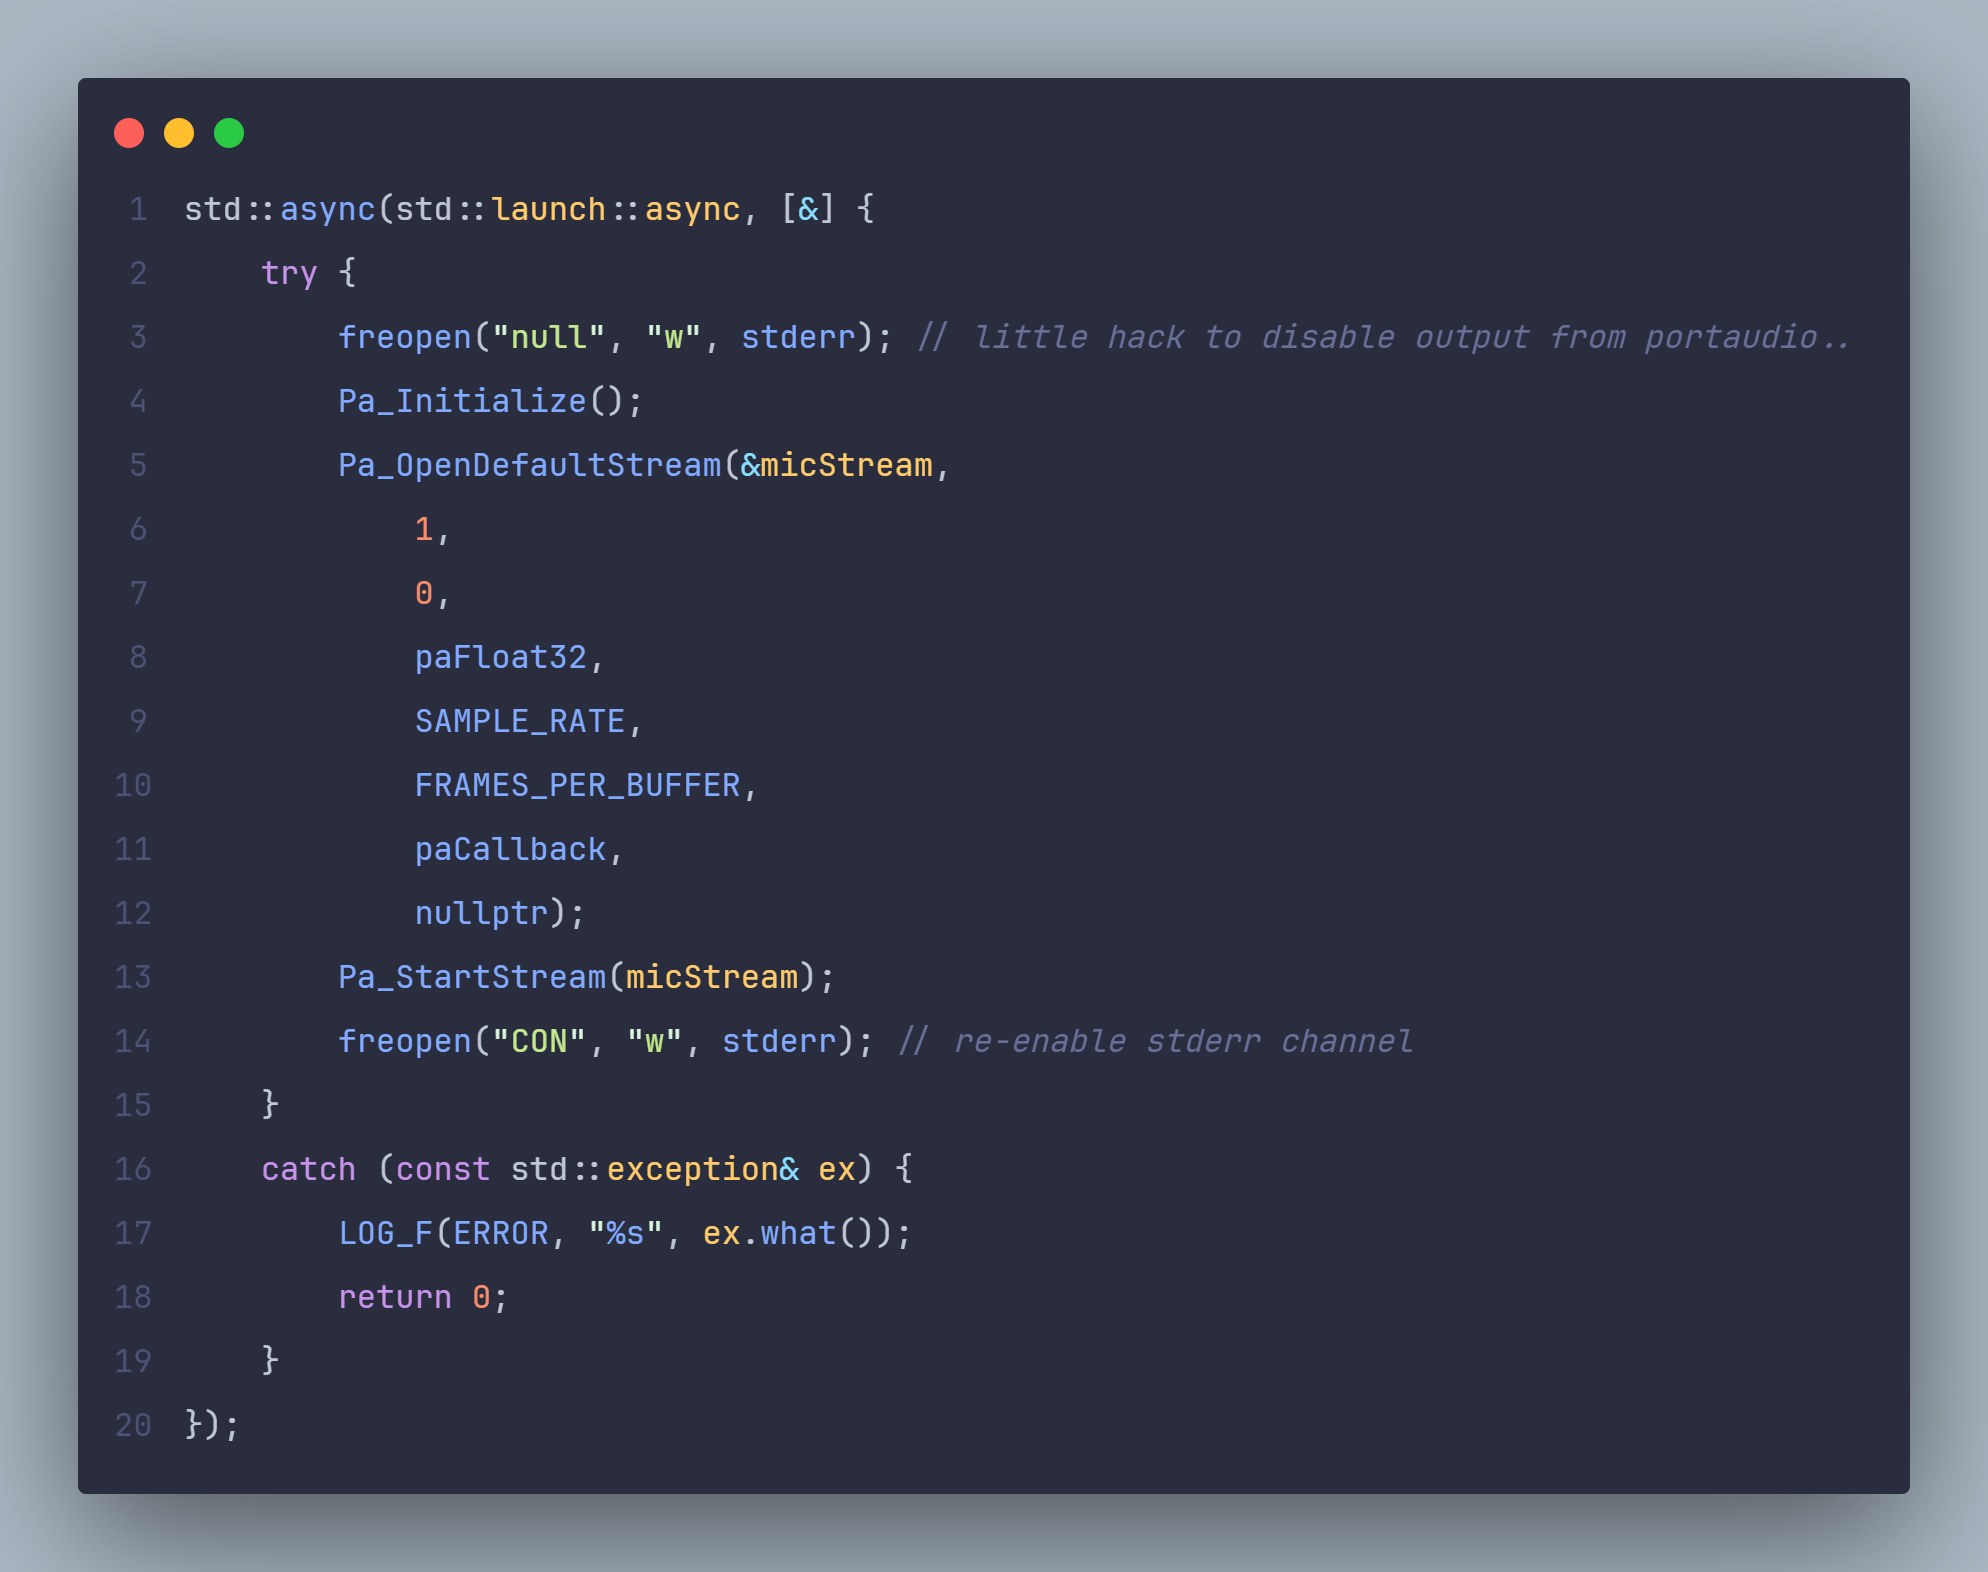 1 std::async(std::launch::async, [&] {
2     try {
3         freopen("null", "w", stderr); // little hack to disable output from portaudio..
4         Pa_Initialize();
5         Pa_OpenDefaultStream(&micStream,
6             1,
7             0,
8             paFloat32,
9             SAMPLE_RATE,
10             FRAMES_PER_BUFFER,
11             paCallback,
12             nullptr);
13         Pa_StartStream(micStream);
14         freopen("CON", "w", stderr); // re-enable stderr channel
15     }
16     catch (const std::exception& ex) {
17         LOG_F(ERROR, "%s", ex.what());
18         return 0;
19     }
20 });